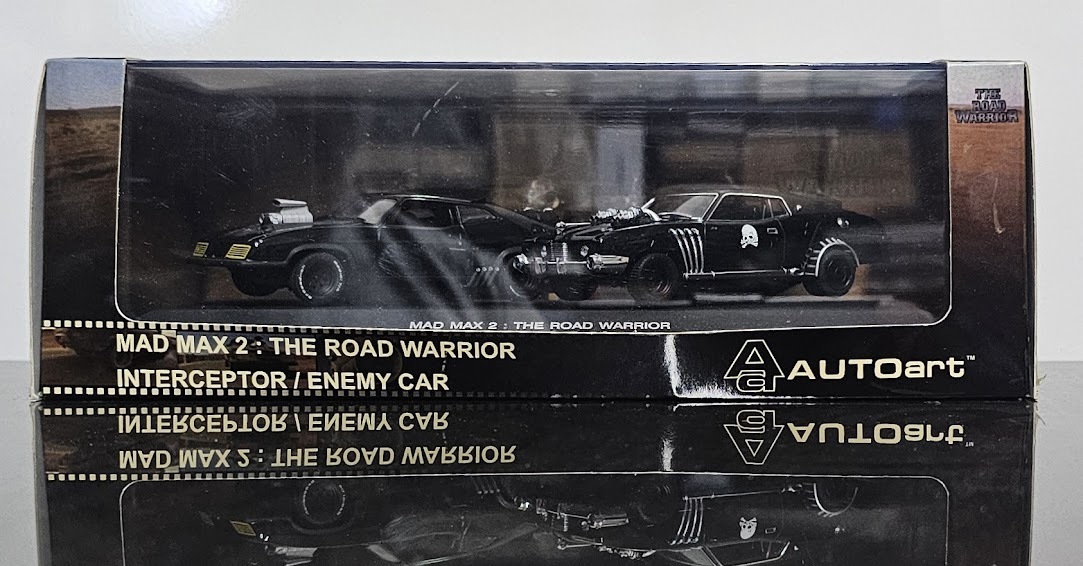 THE
ROAD
WARRIOR
MAD MAX 2 : THE ROAD WARRIOR
MAD MAX 2 : THE ROAD WARRIOR
INTERCEPTOR / ENEMY CAR
AUTOart™